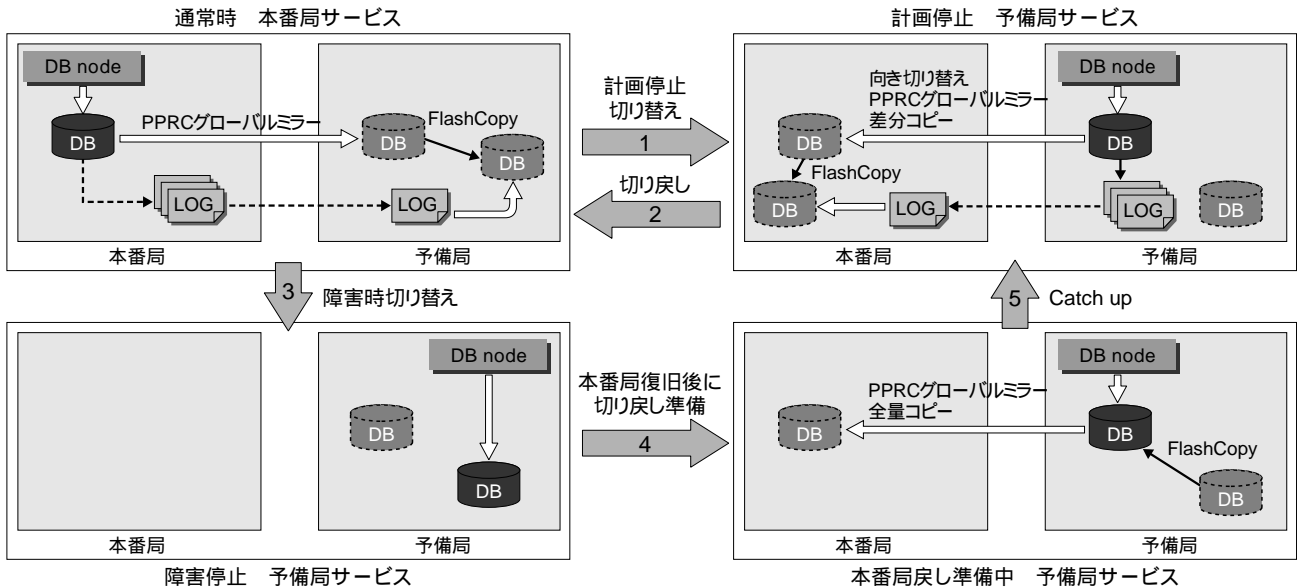 通常時　本番局サービス
DB node
DB
PPRCグローバルミラー
DB
FlashCopy
DB
LOG
LOG
本番局
予備局
計画停止
切り替え
1
切り戻し
2
計画停止　予備局サービス
向き切り替え
PPRCグローバルミラー
差分コピー
DB node
DB
DB
FlashCopy
DB
LOG
LOG
DB
本番局
予備局
3
障害時切り替え
5
Catch up
DB node
DB
DB
本番局
予備局
障害停止　予備局サービス
本番局復旧後に
切り戻し準備
4
DB node
PPRCグローバルミラー
全量コピー
DB
DB
FlashCopy
DB
本番局
予備局
本番局戻し準備中　予備局サービス